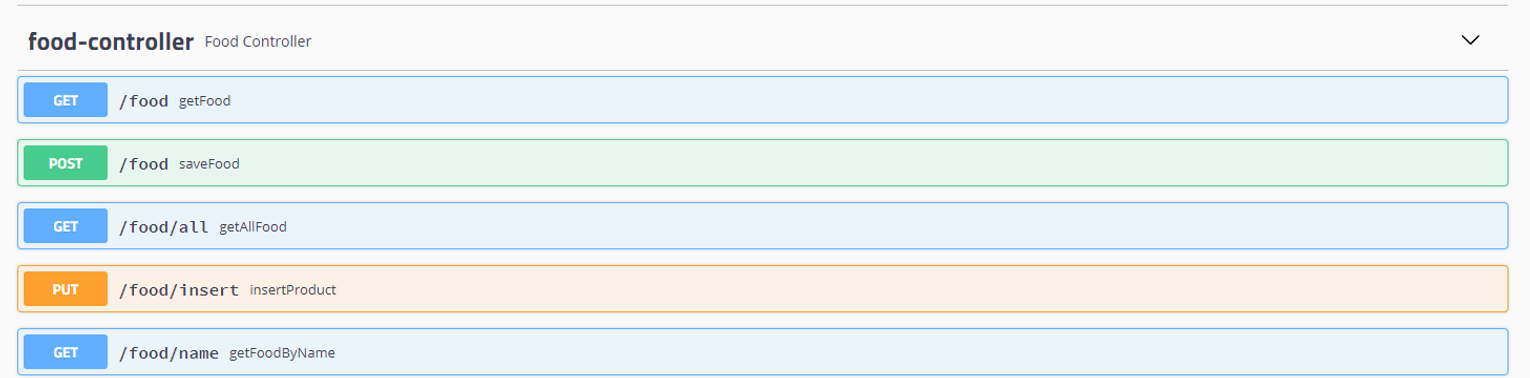 food-controller Food Controller
GET /food getFood
POST /food saveFood
GET /food/all getAllFood
PUT /food/insert insertProduct
GET /food/name getFoodByName